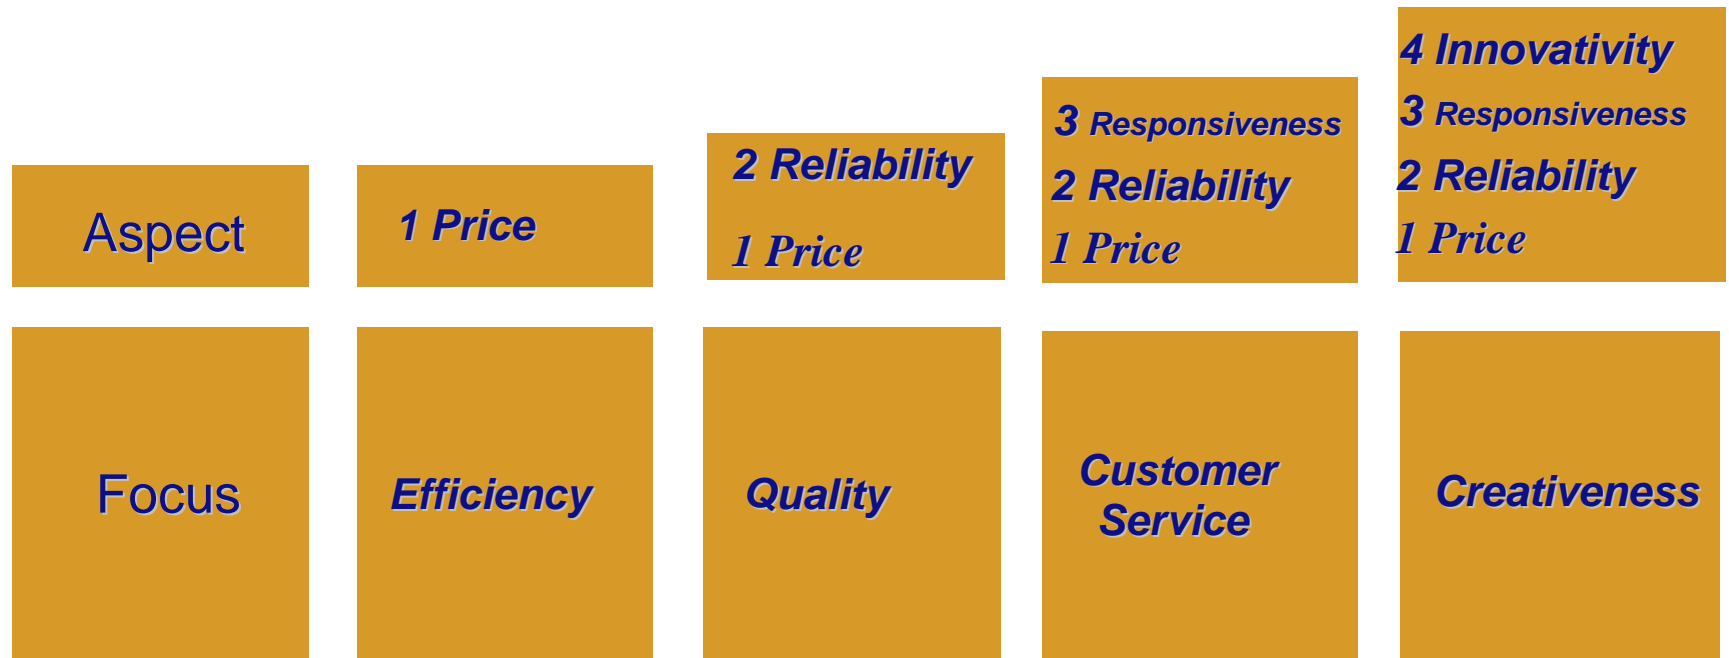 Aspect
1 Price
2 Reliability
1 Price
3 Responsiveness
2 Reliability
1 Price
4 Innovativity
3 Responsiveness
2 Reliability
1 Price
Focus
Efficiency
Quality
Customer
Service
Creativeness